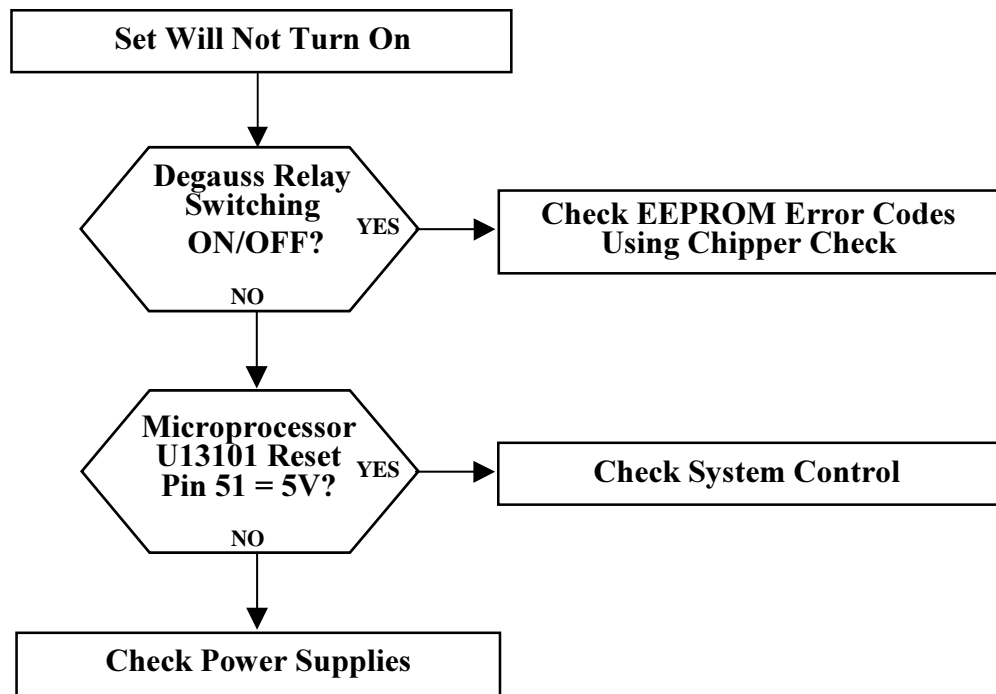 Set Will Not Turn On
Degauss Relay
Switching
ON/OFF?
YES
Check EEPROM Error Codes
Using Chipper Check
NO
Microprocessor
U13101 Reset
Pin 51 = 5V?
YES
Check System Control
NO
Check Power Supplies